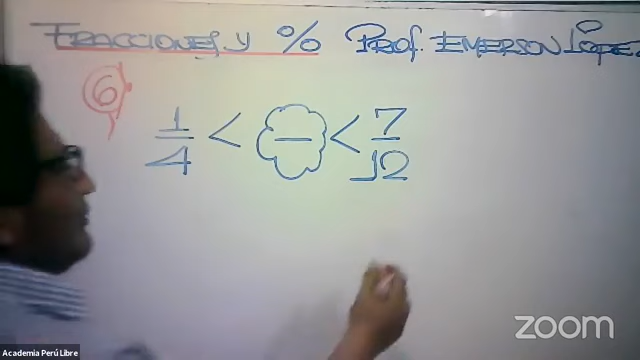 FRACCIONES Y % PROF. EMERSON LÓPEZ
6)
1/4 < — < 7/12
zoom
Academia Perú Libre